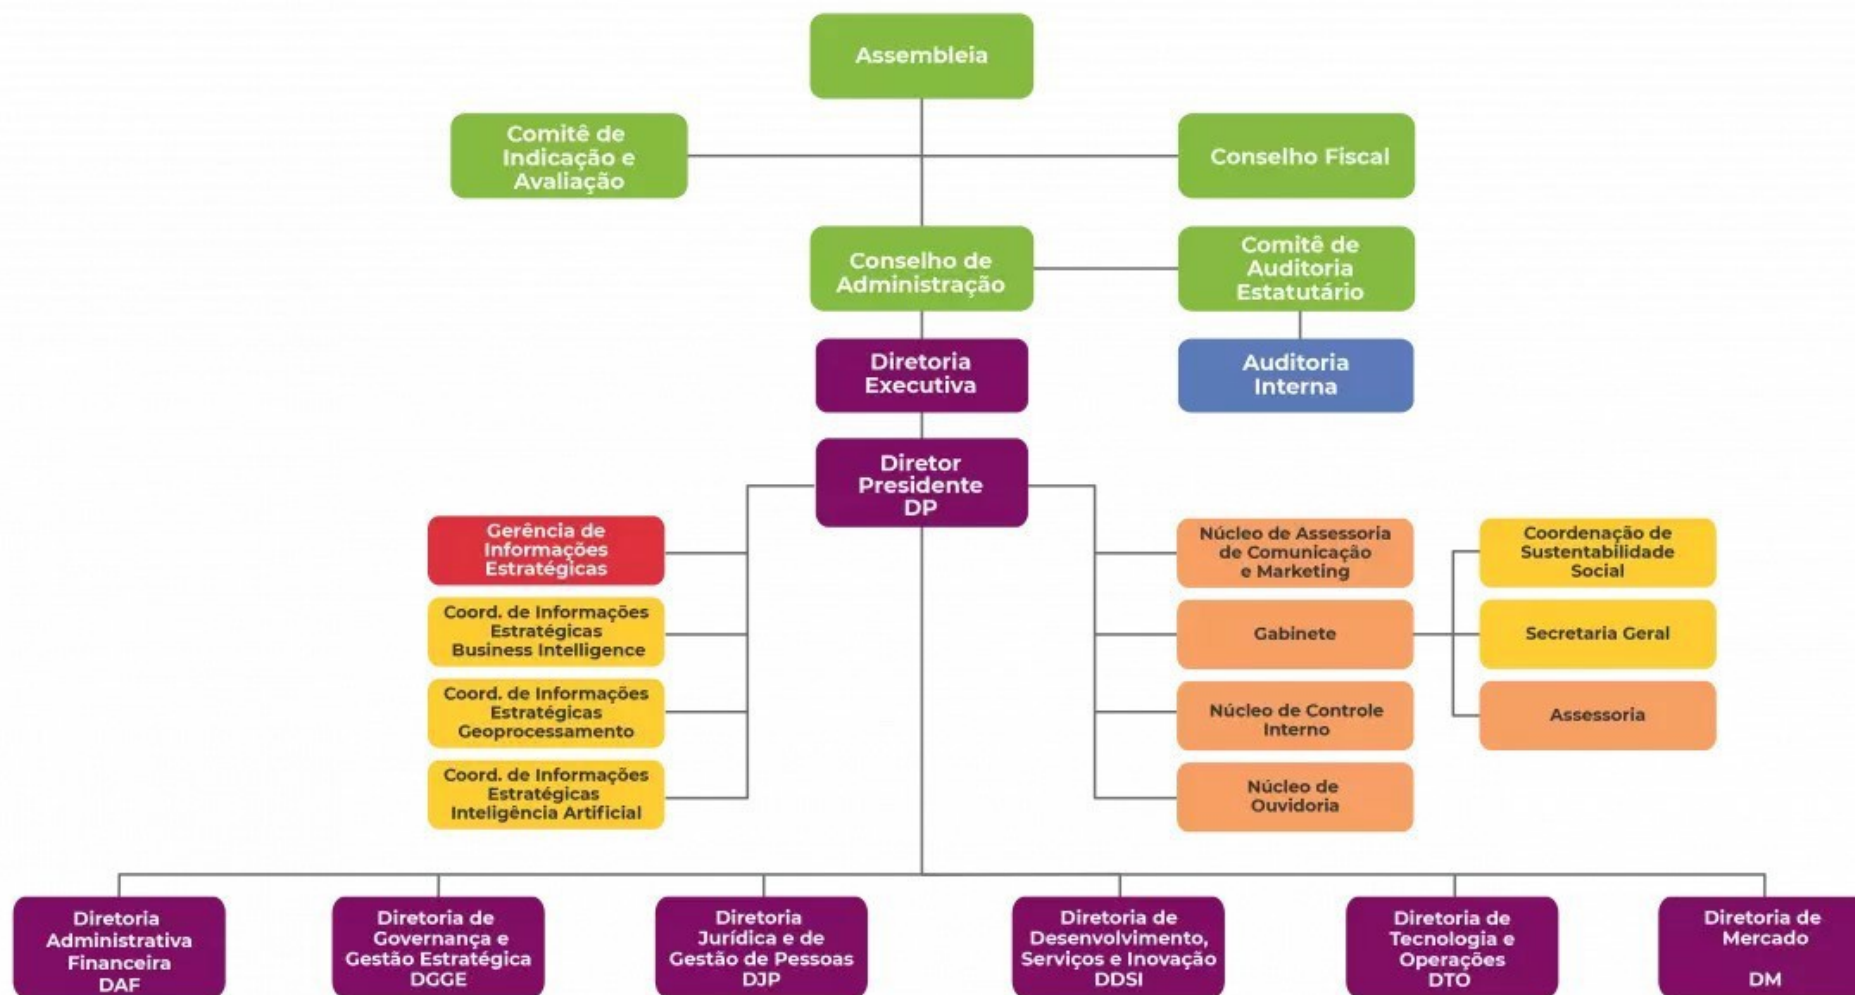 Assembleia
Comitê de
Indicação e
Avaliação
Conselho Fiscal
Conselho de
Administração
Comitê de
Auditoria
Estatutário
Diretoria
Executiva
Auditoria
Interna
Diretor
Presidente
DP
Gerência de
Informações
Estratégicas
Coord. de Informações
Estratégicas
Business Intelligence
Coord. de Informações
Estratégicas
Geoprocessamento
Coord. de Informações
Estratégicas
Inteligência Artificial
Núcleo de Assessoria
de Comunicação
e Marketing
Gabinete
Núcleo de Controle
Interno
Núcleo de
Ouvidoria
Coordenação de
Sustentabilidade
Social
Secretaria Geral
Assessoria
Diretoria
Administrativa
Financeira
DAF
Diretoria de
Governança e
Gestão Estratégica
DGGE
Diretoria
Jurídica e de
Gestão de Pessoas
DJP
Diretoria de
Desenvolvimento,
Serviços e Inovação
DDSI
Diretoria de
Tecnologia e
Operações
DTO
Diretoria de
Mercado
DM